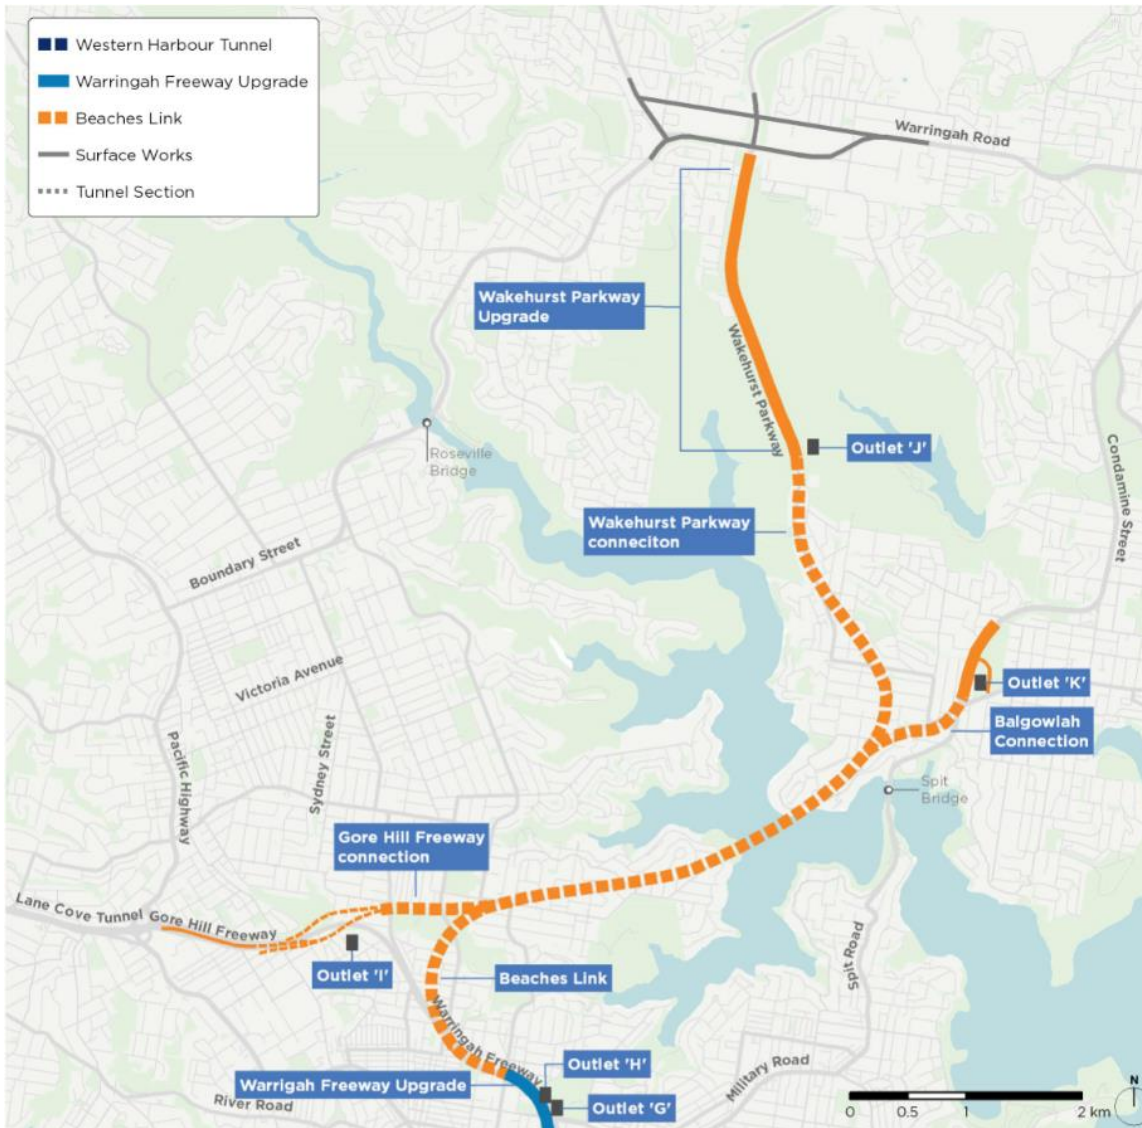 Western Harbour Tunnel
Warringah Freeway Upgrade
Beaches Link
Surface Works
Tunnel Section
Warringah Road
Wakehurst Parkway
Upgrade
Wakehurst Parkway
Outlet 'J'
Condamine Street
Roseville
Bridge
Wakehurst Parkway
conneciton
Boundary Street
Victoria Avenue
Outlet 'K'
Balgowlah
Connection
Pacific Highway
Sydney Street
Spit
Bridge
Gore Hill Freeway
connection
Lane Cove Tunnel
Gore Hill Freeway
Outlet 'I'
Beaches Link
Spit Road
Warringah Freeway
Outlet 'H'
Warrigah Freeway Upgrade
Outlet 'G'
River Road
Military Road
N
0 0.5 1 2 km